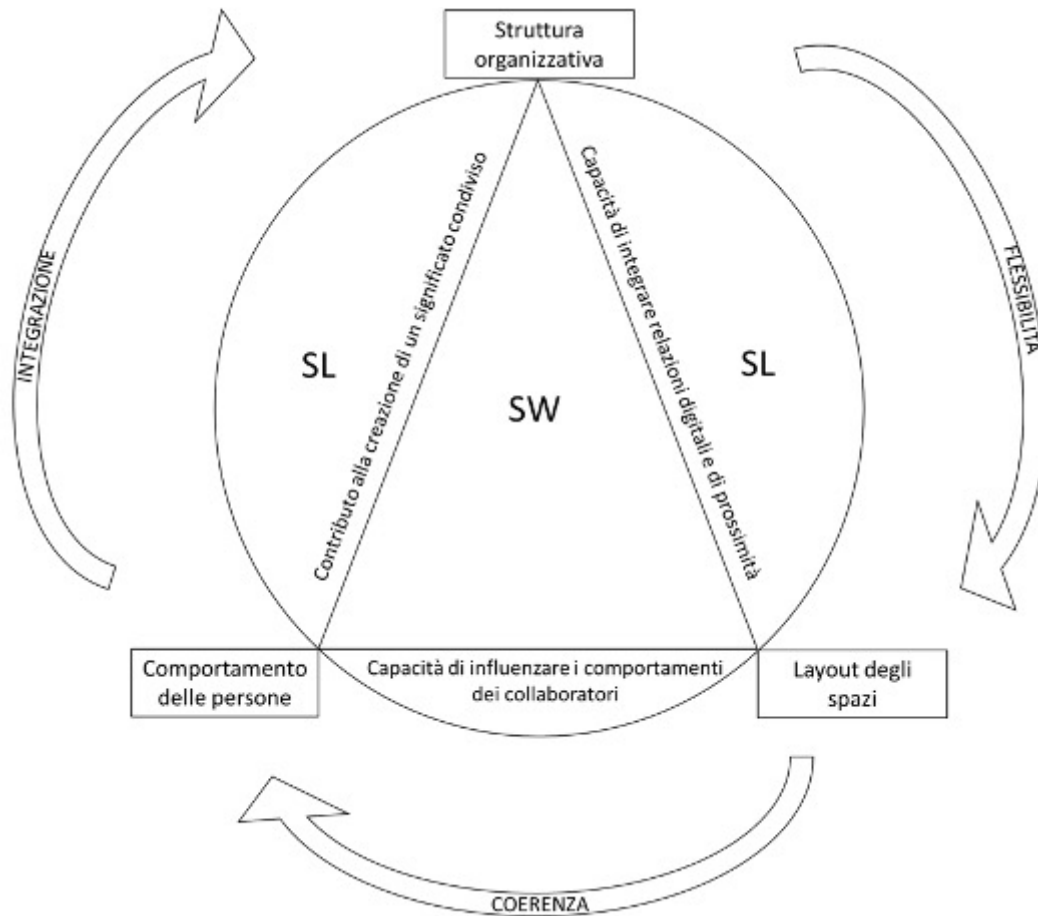 Struttura
organizzativa
INTEGRAZIONE
Contributo alla creazione di un significato condiviso
Capacità di integrare relazioni digitali e di prossimità
FLESSIBILITA
SL
SW
SL
Comportamento
delle persone
Capacità di influenzare i comportamenti
dei collaboratori
Layout degli
spazi
COERENZA